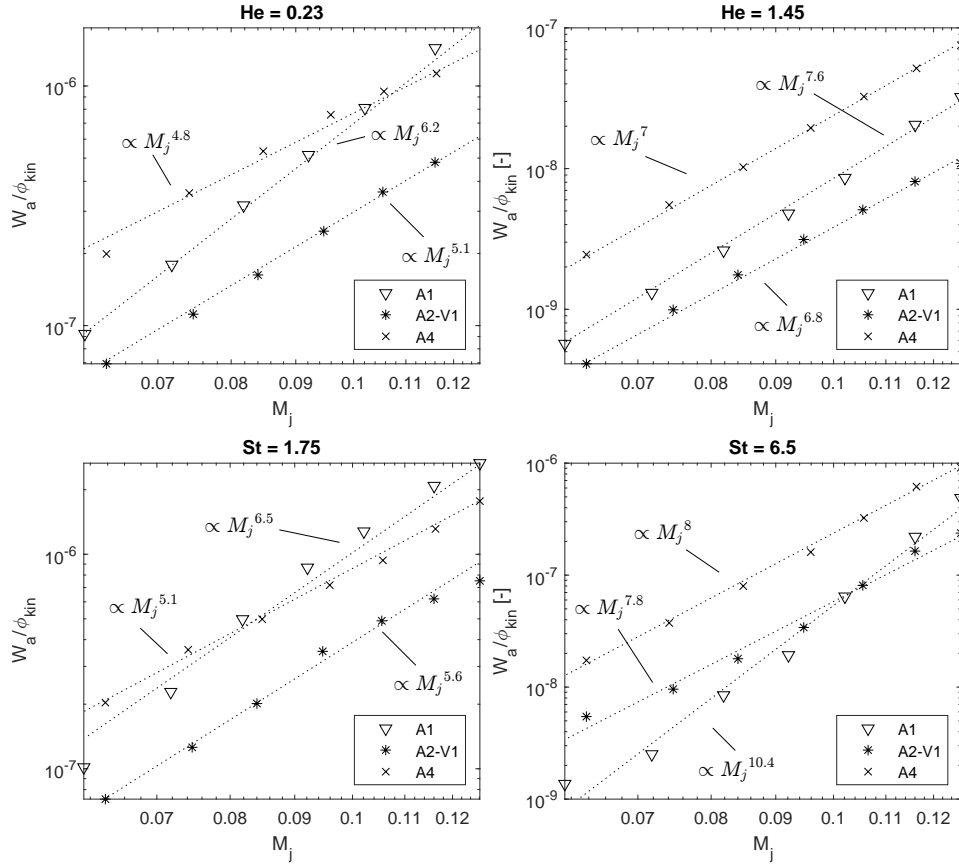 He = 0.23
W_a/ϕ_kin
10^-6
10^-7
∝ M_j^4.8
∝ M_j^6.2
∝ M_j^5.1
A1
A2-V1
A4
0.07 0.08 0.09 0.1 0.11 0.12
M_j
He = 1.45
W_a/ϕ_kin [-]
10^-7
10^-8
10^-9
∝ M_j^7.6
∝ M_j^7
∝ M_j^6.8
A1
A2-V1
A4
0.07 0.08 0.09 0.1 0.11 0.12
M_j
St = 1.75
W_a/ϕ_kin
10^-6
10^-7
∝ M_j^6.5
∝ M_j^5.1
∝ M_j^5.6
A1
A2-V1
A4
0.07 0.08 0.09 0.1 0.11 0.12
M_j
St = 6.5
W_a/ϕ_kin [-]
10^-6
10^-7
10^-8
10^-9
∝ M_j^8
∝ M_j^7.8
∝ M_j^10.4
A1
A2-V1
A4
0.07 0.08 0.09 0.1 0.11 0.12
M_j